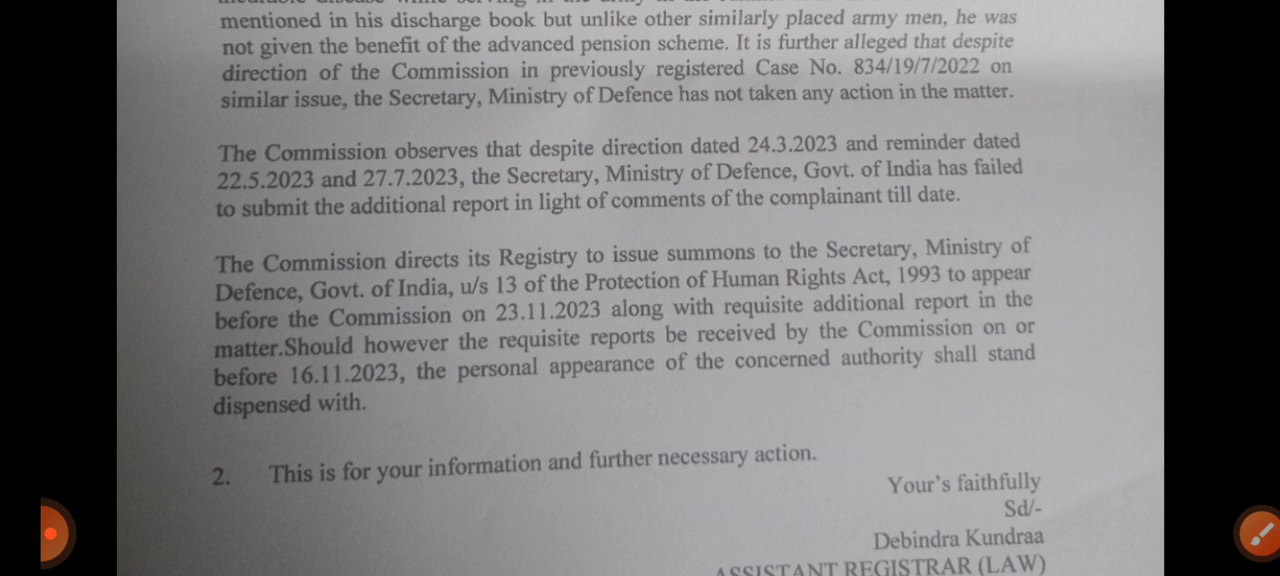 mentioned in his discharge book but unlike other similarly placed army men, he was
not given the benefit of the advanced pension scheme. It is further alleged that despite
direction of the Commission in previously registered Case No. 834/19/7/2022 on
similar issue, the Secretary, Ministry of Defence has not taken any action in the matter.
The Commission observes that despite direction dated 24.3.2023 and reminder dated
22.5.2023 and 27.7.2023, the Secretary, Ministry of Defence, Govt. of India has failed
to submit the additional report in light of comments of the complainant till date.
The Commission directs its Registry to issue summons to the Secretary, Ministry of
Defence, Govt. of India, u/s 13 of the Protection of Human Rights Act, 1993 to appear
before the Commission on 23.11.2023 along with requisite additional report in the
matter.Should however the requisite reports be received by the Commission on or
before 16.11.2023, the personal appearance of the concerned authority shall stand
dispensed with.
2. This is for your information and further necessary action.
Your's faithfully
Sd/-
Debindra Kundraa
ASSISTANT REGISTRAR (LAW)